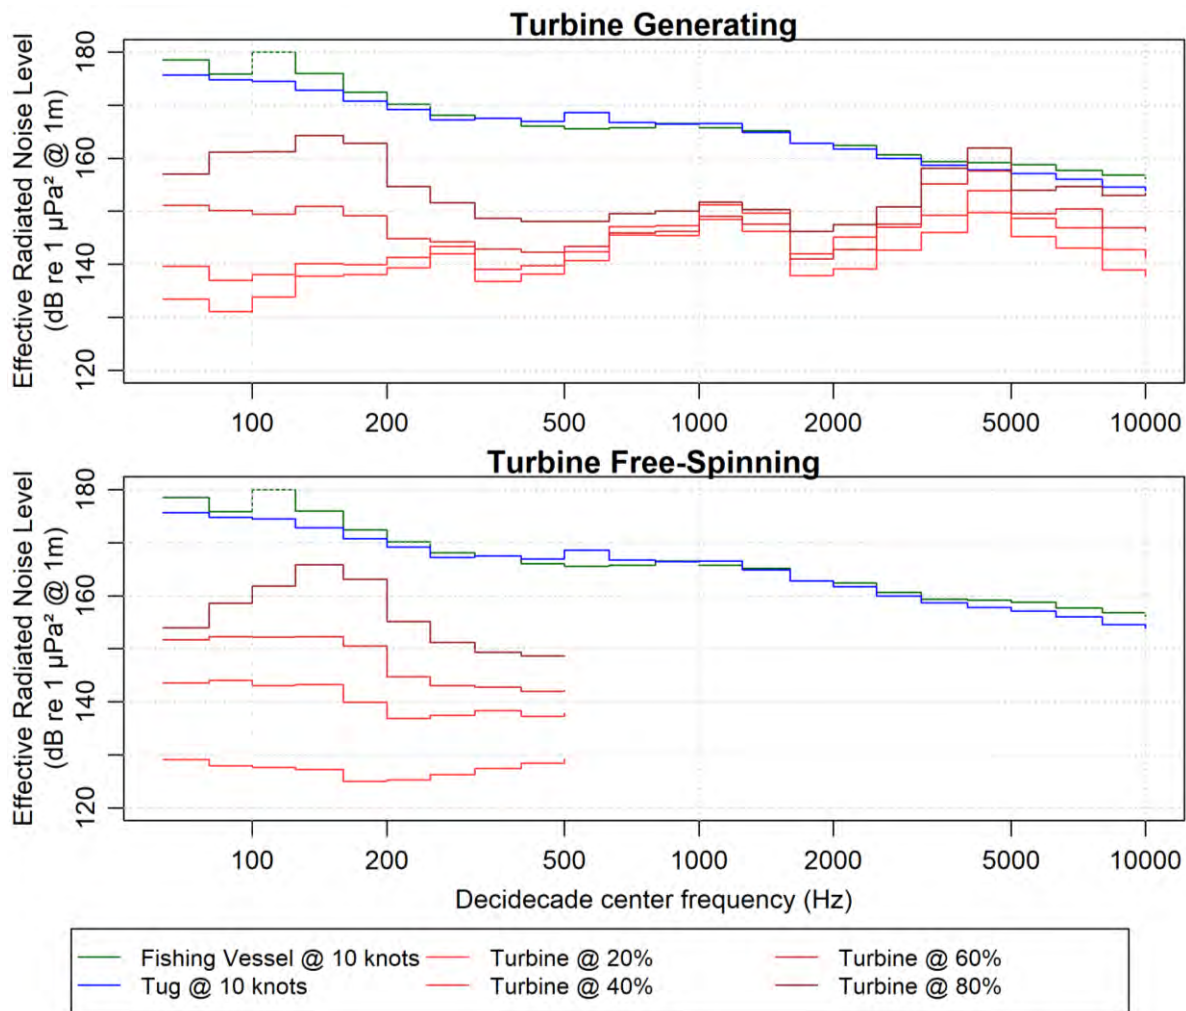 Turbine Generating
Effective Radiated Noise Level
(dB re 1 µPa² @ 1m)
180
160
140
120
100 200 500 1000 2000 5000 10000
Turbine Free-Spinning
Effective Radiated Noise Level
(dB re 1 µPa² @ 1m)
180
160
140
120
100 200 500 1000 2000 5000 10000
Decidecade center frequency (Hz)
Fishing Vessel @ 10 knots Turbine @ 20% Turbine @ 60%
Tug @ 10 knots Turbine @ 40% Turbine @ 80%